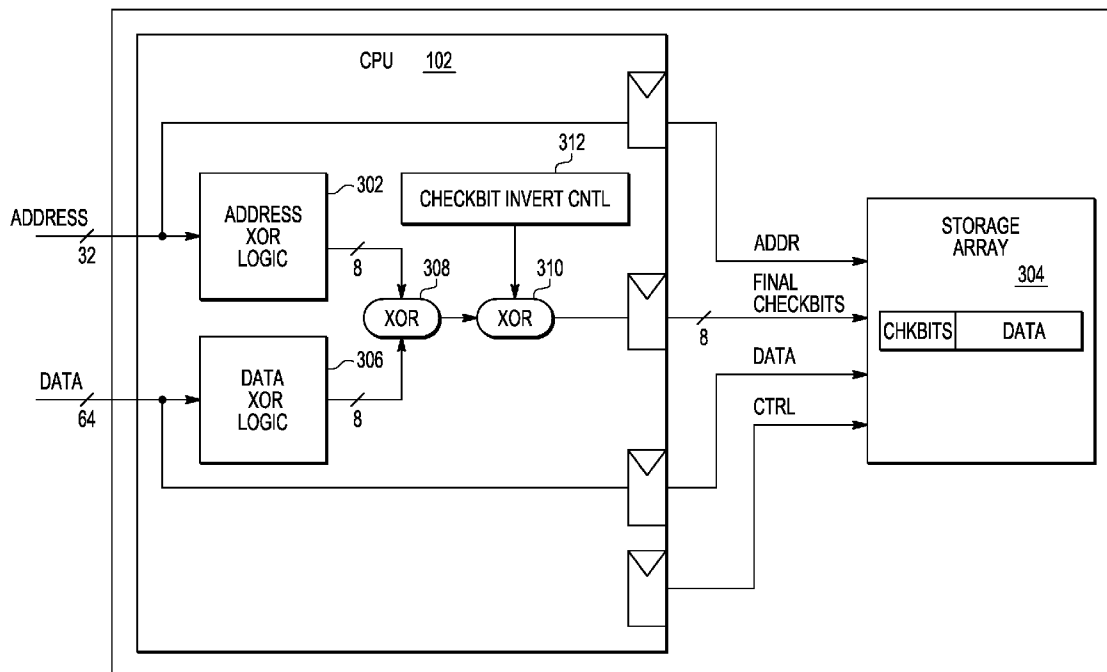 CPU 102
312
302
CHECKBIT INVERT CNTL
ADDRESS
32
ADDRESS
XOR
LOGIC
8
308
310
XOR
XOR
306
DATA
64
DATA
XOR
LOGIC
8
ADDR
FINAL
CHECKBITS
8
DATA
CTRL
STORAGE
ARRAY
304
CHKBITS DATA